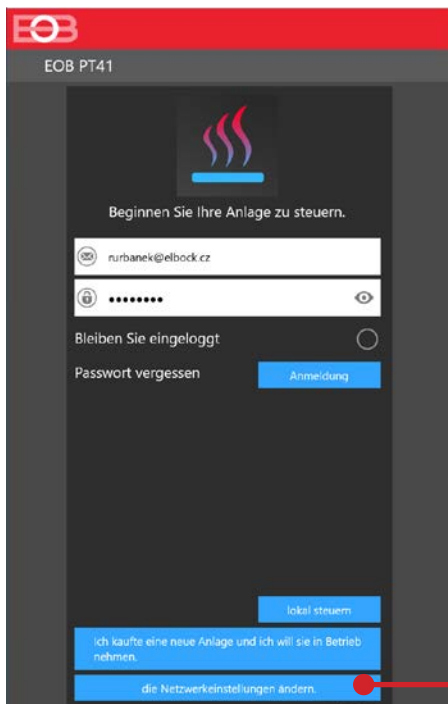 EOB
EOB PT41
Beginnen Sie Ihre Anlage zu steuern.
rurbanek@elbock.cz
••••••••
Bleiben Sie eingeloggt
Passwort vergessen
Anmeldung
lokal steuern
Ich kaufte eine neue Anlage und ich will sie in Betrieb
nehmen.
die Netzwerkeinstellungen ändern.